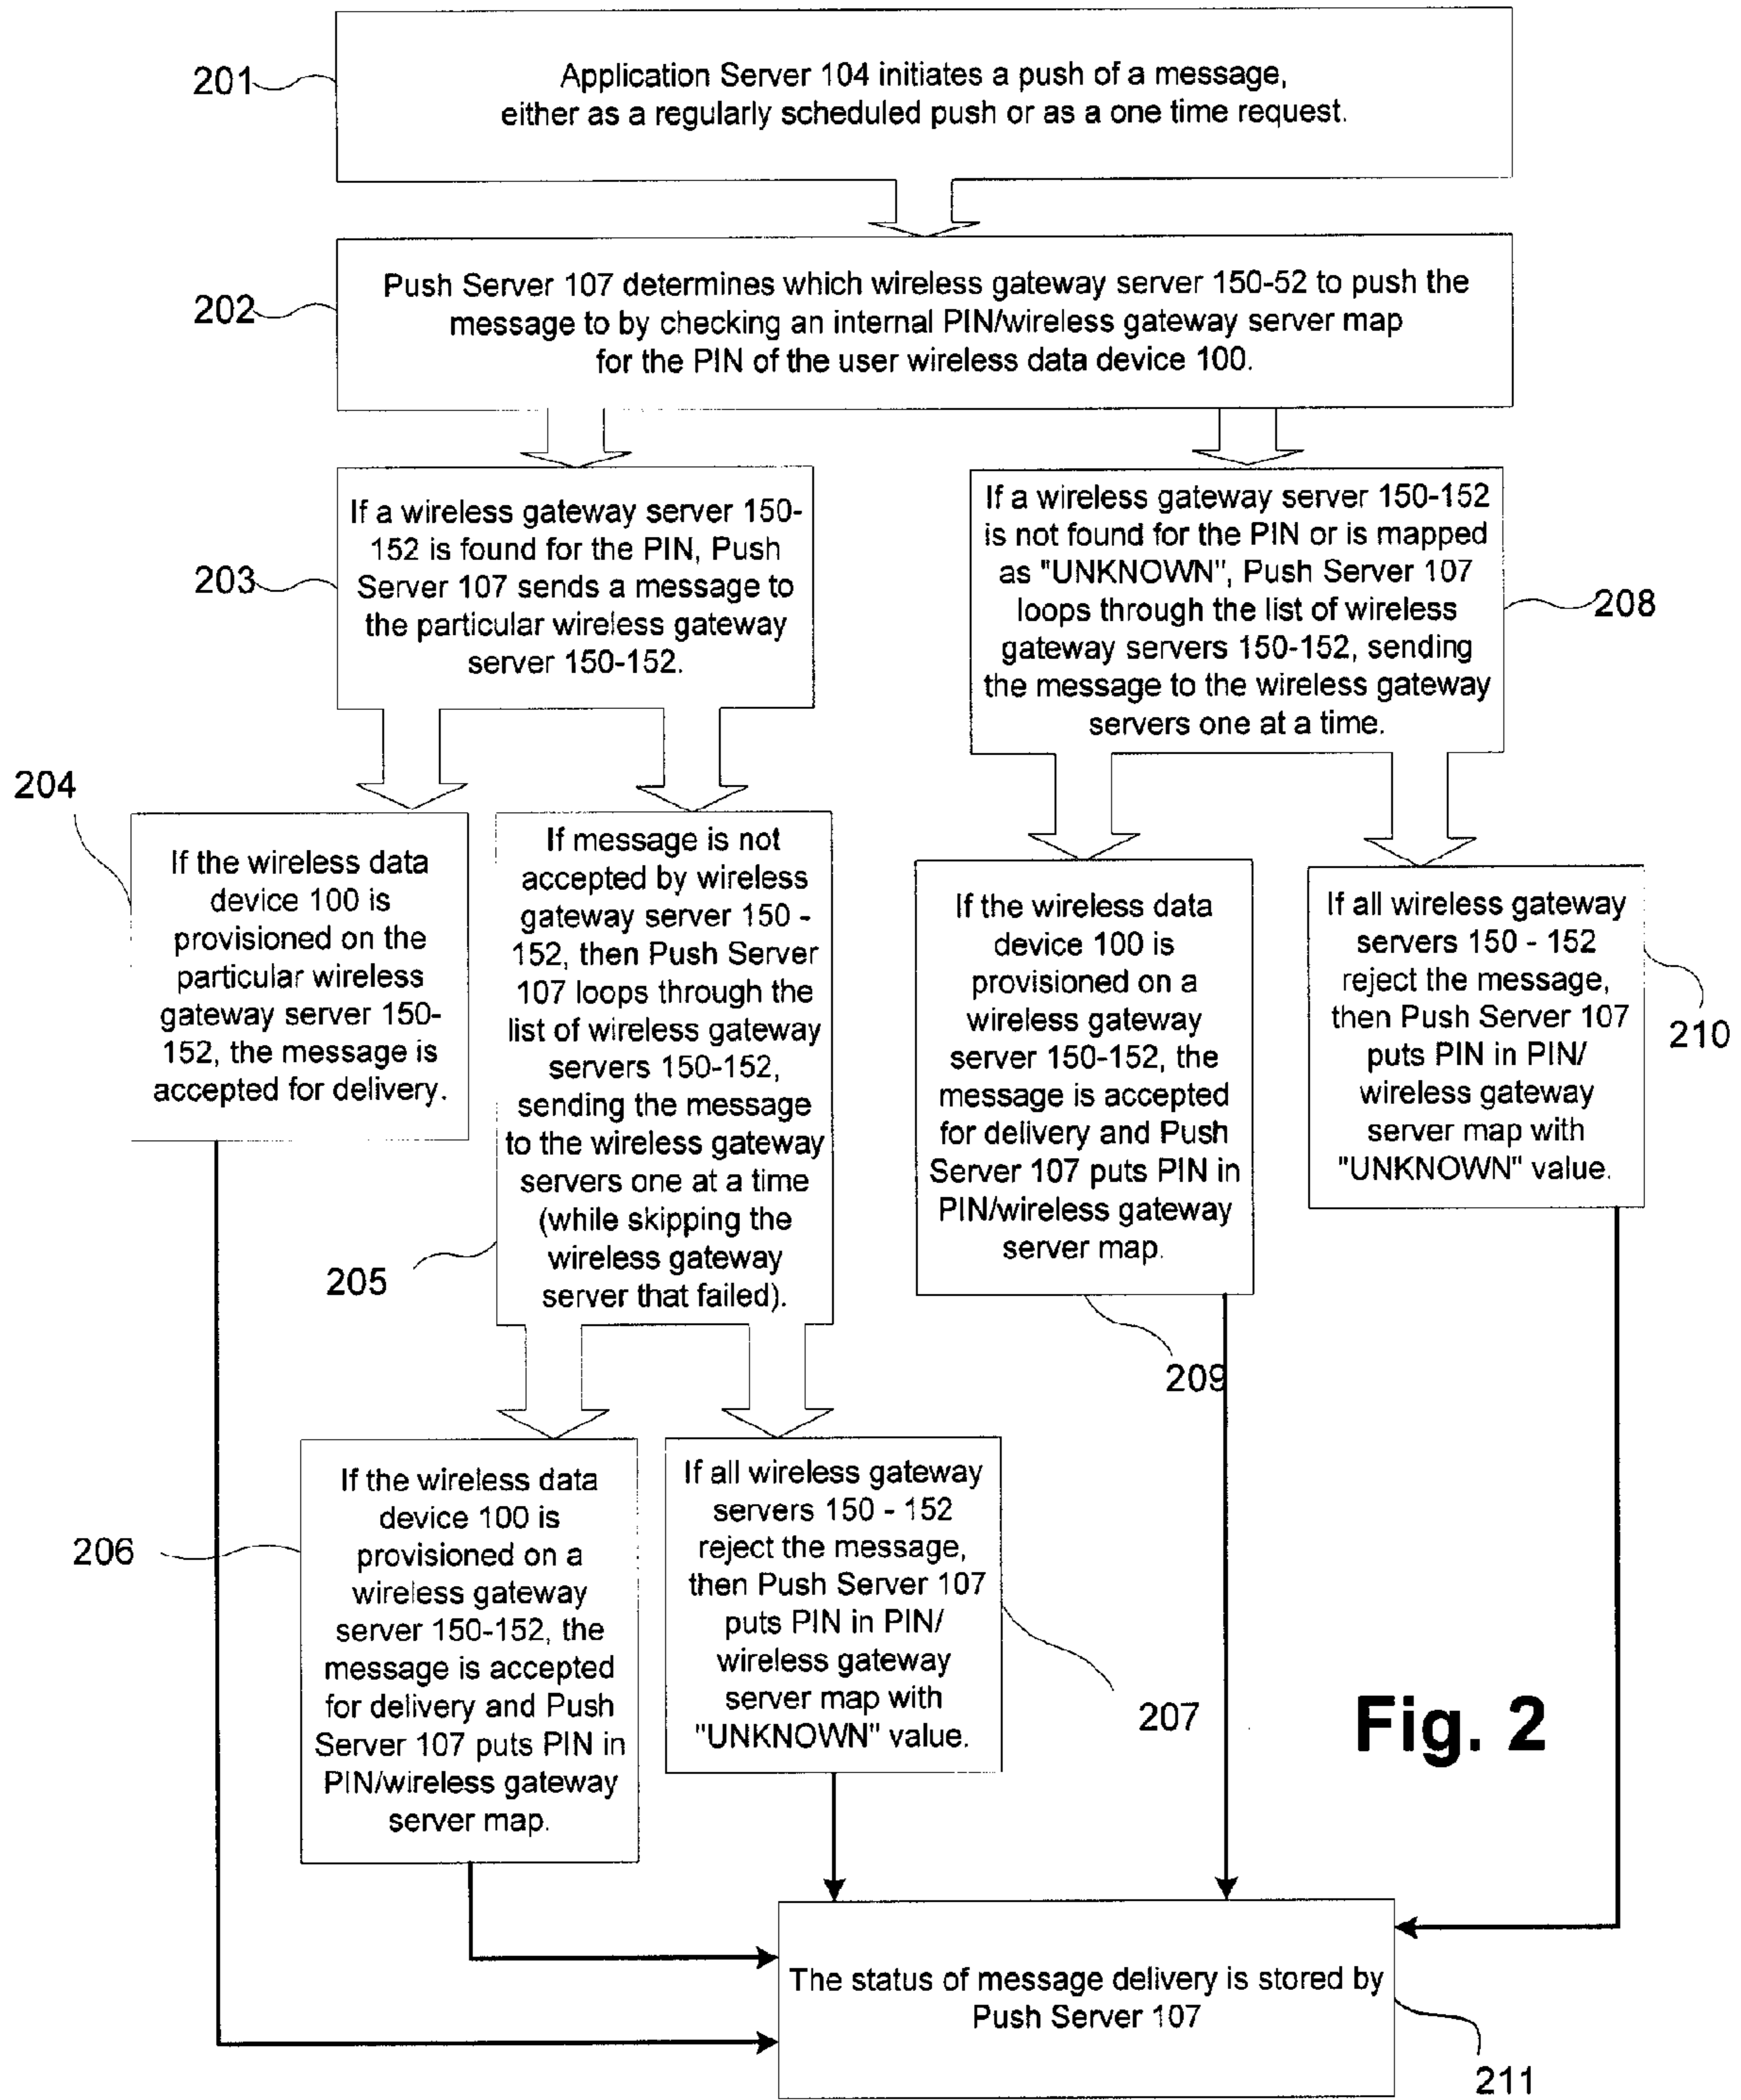 201
Application Server 104 initiates a push of a message,
either as a regularly scheduled push or as a one time request.
202
Push Server 107 determines which wireless gateway server 150-52 to push the
message to by checking an internal PIN/wireless gateway server map
for the PIN of the user wireless data device 100.
203
If a wireless gateway server 150-
152 is found for the PIN, Push
Server 107 sends a message to
the particular wireless gateway
server 150-152.
If a wireless gateway server 150-152
is not found for the PIN or is mapped
as "UNKNOWN", Push Server 107
loops through the list of wireless
gateway servers 150-152, sending
the message to the wireless gateway
servers one at a time.
208
204
If the wireless data
device 100 is
provisioned on the
particular wireless
gateway server 150-
152, the message is
accepted for delivery.
If message is not
accepted by wireless
gateway server 150 -
152, then Push Server
107 loops through the
list of wireless gateway
servers 150-152,
sending the message
to the wireless gateway
servers one at a time
(while skipping the
wireless gateway
server that failed).
205
If the wireless data
device 100 is
provisioned on a
wireless gateway
server 150-152, the
message is accepted
for delivery and Push
Server 107 puts PIN in
PIN/wireless gateway
server map.
209
If all wireless gateway
servers 150 - 152
reject the message,
then Push Server 107
puts PIN in PIN/
wireless gateway
server map with
"UNKNOWN" value.
210
206
If the wireless data
device 100 is
provisioned on a
wireless gateway
server 150-152, the
message is accepted
for delivery and Push
Server 107 puts PIN in
PIN/wireless gateway
server map.
If all wireless gateway
servers 150 - 152
reject the message,
then Push Server 107
puts PIN in PIN/
wireless gateway
server map with
"UNKNOWN" value.
207
Fig. 2
The status of message delivery is stored by
Push Server 107
211